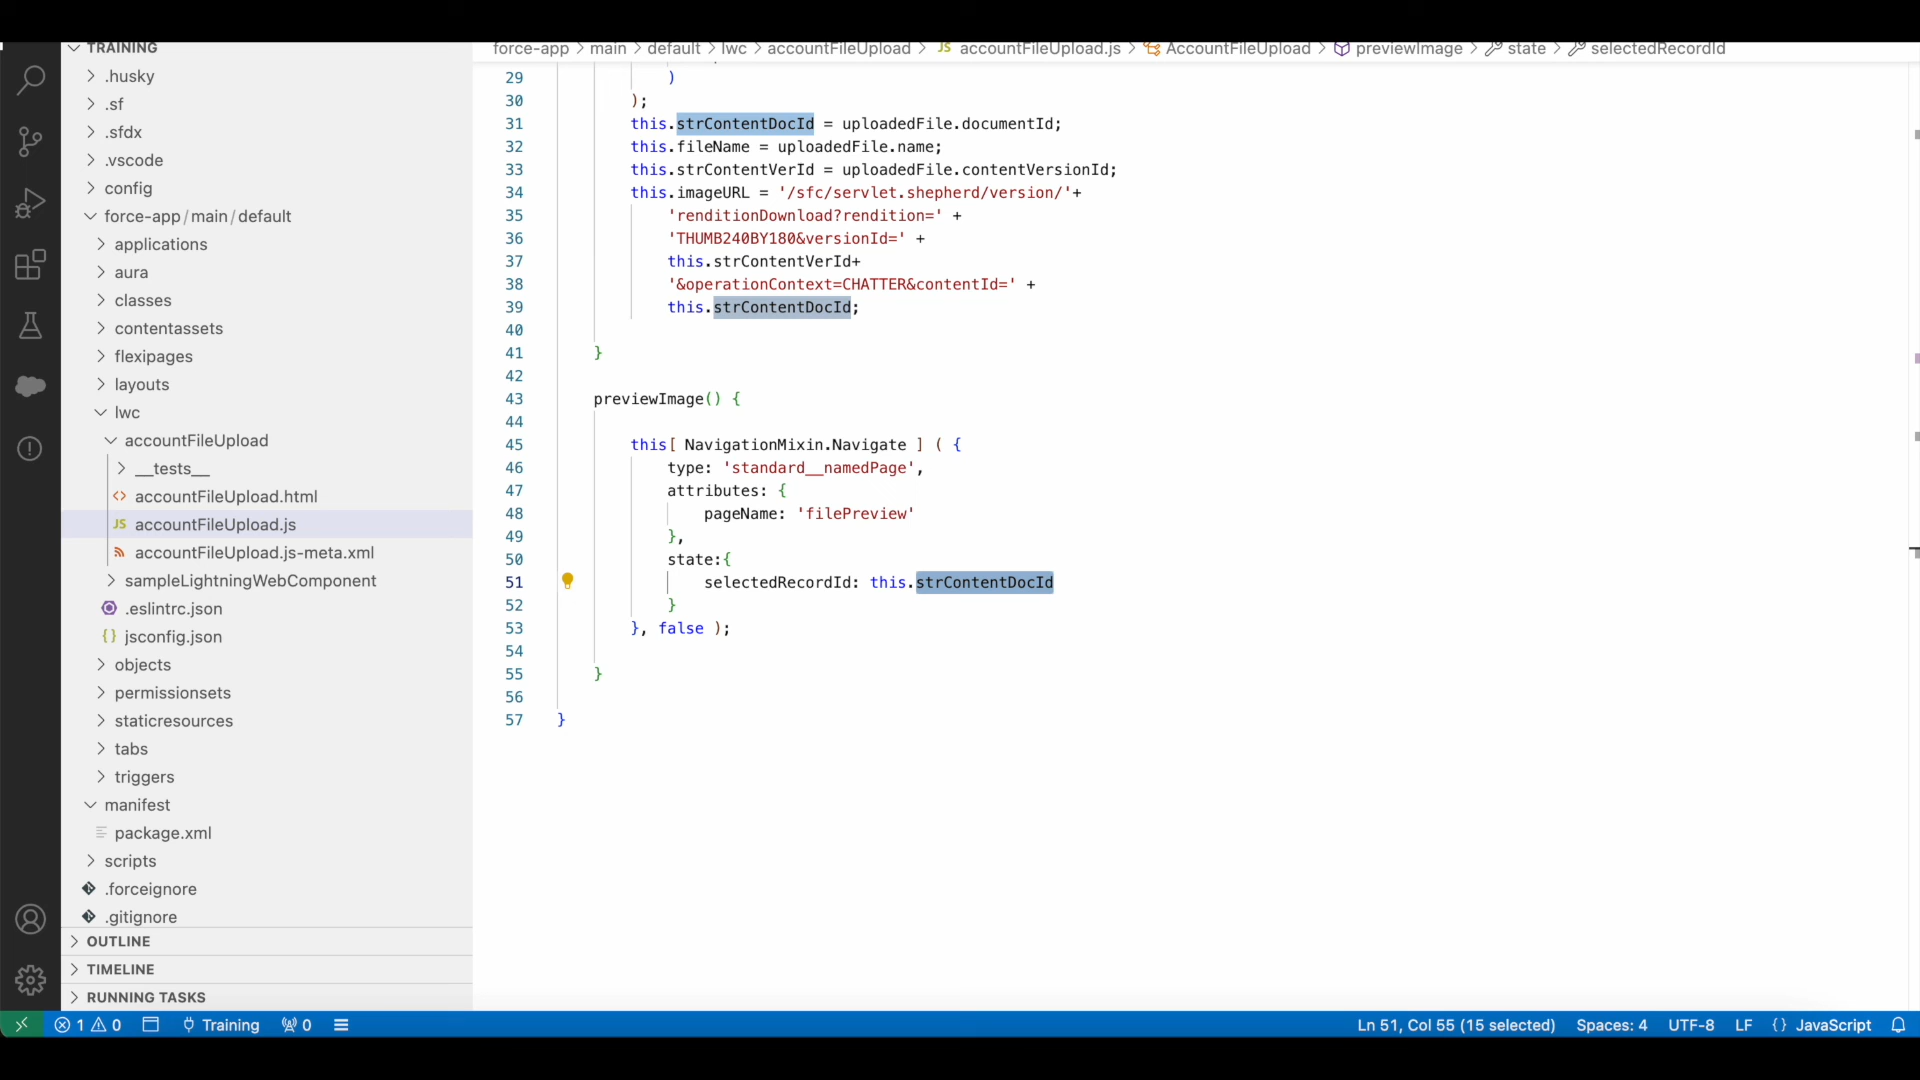 TRAINING
.husky
.sf
.sfdx
.vscode
config
force-app/main/default
applications
aura
classes
contentassets
flexipages
layouts
lwc
accountFileUpload
__tests__
<> accountFileUpload.html
JS accountFileUpload.js
accountFileUpload.js-meta.xml
sampleLightningWebComponent
.eslintrc.json
{} jsconfig.json
objects
permissionsets
staticresources
tabs
triggers
manifest
package.xml
scripts
.forceignore
.gitignore
OUTLINE
TIMELINE
RUNNING TASKS
force-app > main > default > lwc > accountFileUpload > JS accountFileUpload.js > AccountFileUpload > previewImage > state > selectedRecordId
29 )
30 );
31 this.strContentDocId = uploadedFile.documentId;
32 this.fileName = uploadedFile.name;
33 this.strContentVerId = uploadedFile.contentVersionId;
34 this.imageURL = '/sfc/servlet.shepherd/version/'+
35 'renditionDownload?rendition=' +
36 'THUMB240BY180&versionId=' +
37 this.strContentVerId+
38 '&operationContext=CHATTER&contentId=' +
39 this.strContentDocId;
40
41 }
42
43 previewImage() {
44
45 this[ NavigationMixin.Navigate ] ( {
46 type: 'standard__namedPage',
47 attributes: {
48 pageName: 'filePreview'
49 },
50 state:{
51 selectedRecordId: this.strContentDocId
52 }
53 }, false );
54
55 }
56
57 }
1 0 Training 0 Ln 51, Col 55 (15 selected) Spaces: 4 UTF-8 LF {} JavaScript